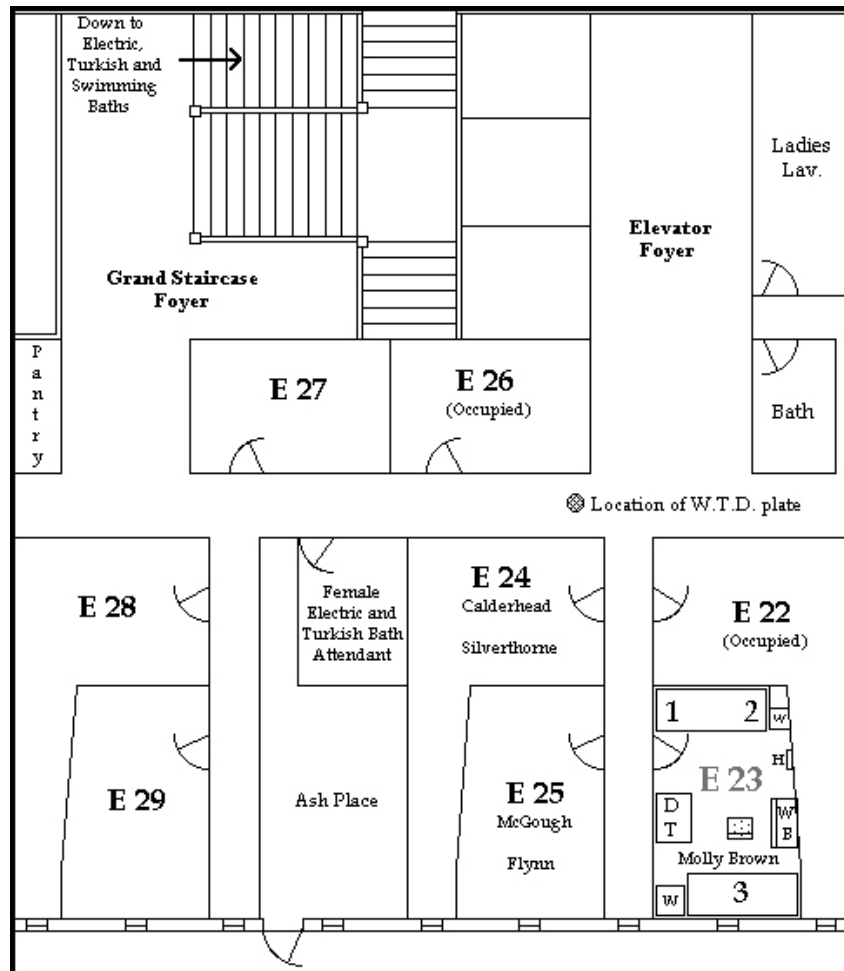 Down to
Electric,
Turkish and
Swimming
Baths
Ladies
Lav.
Elevator
Foyer
Grand Staircase
Foyer
Pantry
E 27
E 26
(Occupied)
Bath
Location of W.T.D. plate
E 28
Female
Electric and
Turkish Bath
Attendant
E 24
Calderhead
Silverthorne
E 22
(Occupied)
E 29
Ash Place
E 25
McGough
Flynn
1 2
W
H
E 23
D
T
W
B
Molly Brown
W
3